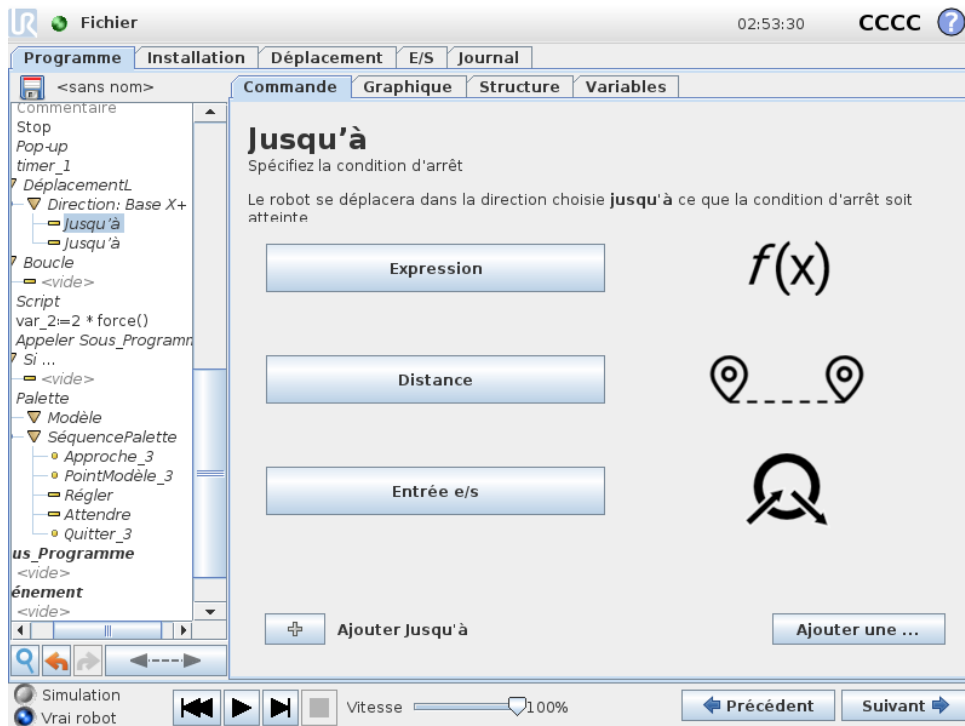 UR Fichier 02:53:30 CCCC ?
Programme Installation Déplacement E/S Journal
<sans nom>
Commande Graphique Structure Variables
Commentaire
Stop
Pop-up
timer_1
DéplacementL
Direction: Base X+
Jusqu'à
Jusqu'à
Boucle
<vide>
Script
var_2:=2 * force()
Appeler Sous_Programm
Si ...
<vide>
Palette
Modèle
SéquencePalette
Approche_3
PointModèle_3
Régler
Attendre
Quitter_3
us_Programme
<vide>
énement
<vide>
Jusqu'à
Spécifiez la condition d'arrêt
Le robot se déplacera dans la direction choisie jusqu'à ce que la condition d'arrêt soit
atteinte
Expression
f(x)
Distance
Entrée e/s
Ajouter Jusqu'à
Ajouter une ...
Simulation
Vrai robot
Vitesse 100%
Précédent
Suivant